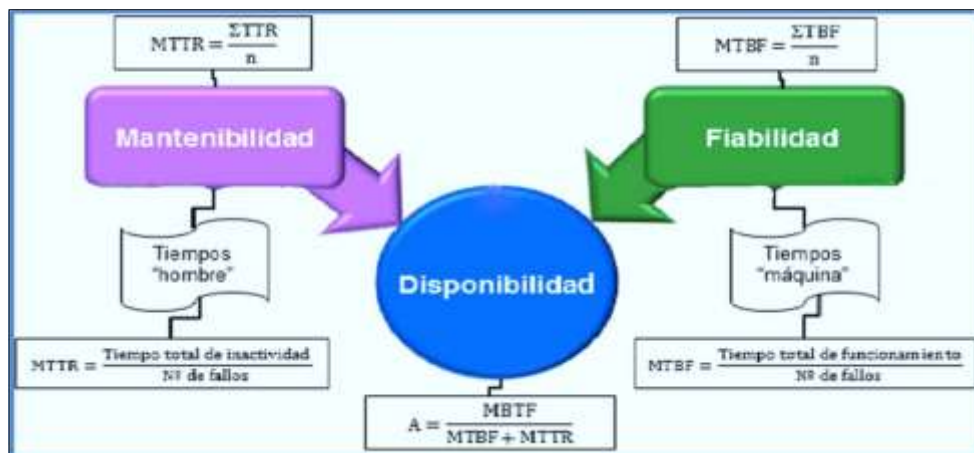 MTTR = ΣTTR / n
MTBF = ΣTBF / n
Mantenibilidad
Fiabilidad
Tiempos
"hombre"
Tiempos
"máquina"
Disponibilidad
MTTR = Tiempo total de inactividad / Nº de fallos
MTBF = Tiempo total de funcionamiento / Nº de fallos
A = MBTF / MTBF + MTTR